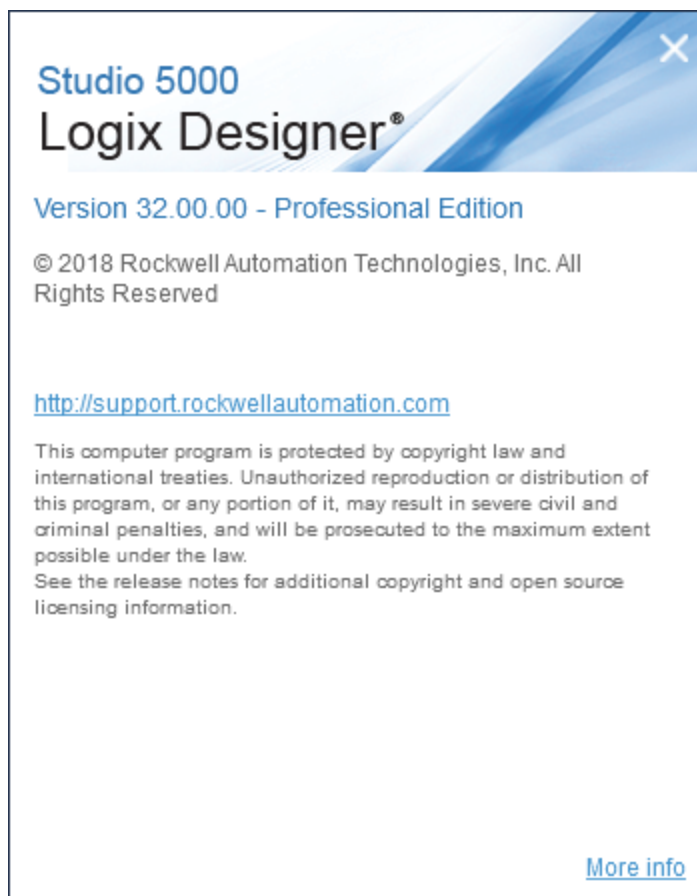 Studio 5000
Logix Designer®
Version 32.00.00 - Professional Edition
© 2018 Rockwell Automation Technologies, Inc. All
Rights Reserved
http://support.rockwellautomation.com
This computer program is protected by copyright law and
international treaties. Unauthorized reproduction or distribution of
this program, or any portion of it, may result in severe civil and
criminal penalties, and will be prosecuted to the maximum extent
possible under the law.
See the release notes for additional copyright and open source
licensing information.
More info